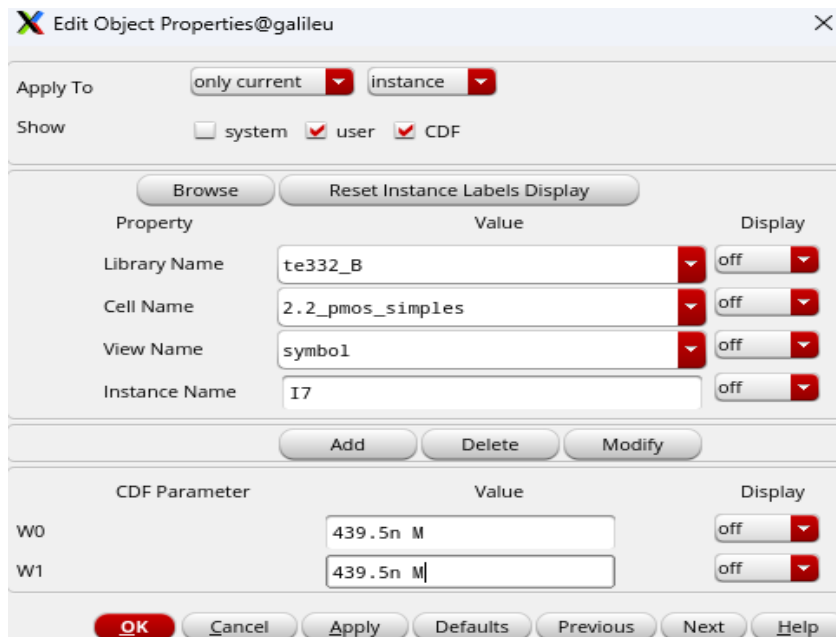 Edit Object Properties@galileu
Apply To only current instance
Show system user CDF
Browse Reset Instance Labels Display
Property Value Display
Library Name te332_B off
Cell Name 2.2_pmos_simples off
View Name symbol off
Instance Name I7 off
Add Delete Modify
CDF Parameter Value Display
W0 439.5n M off
W1 439.5n M off
OK Cancel Apply Defaults Previous Next Help